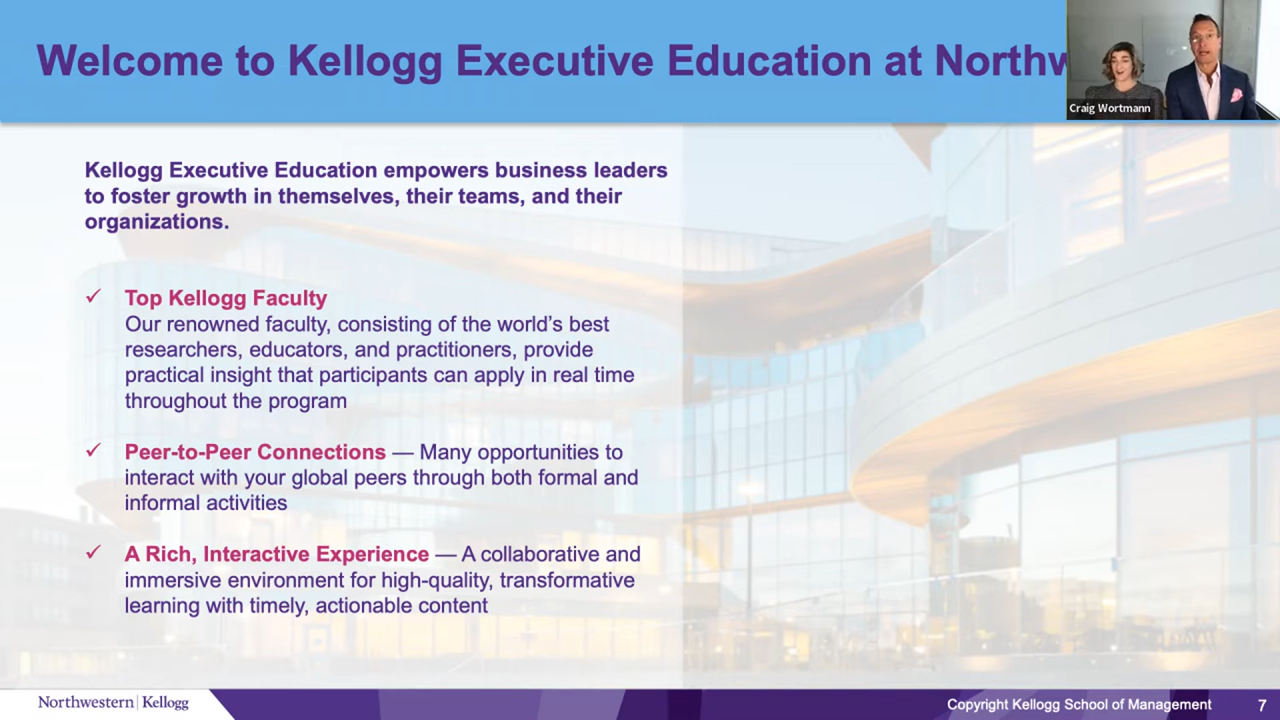 Welcome to Kellogg Executive Education at
Craig Wortmann
Kellogg Executive Education empowers business leaders
to foster growth in themselves, their teams, and their
organizations.
✓ Top Kellogg Faculty
Our renowned faculty, consisting of the world’s best
researchers, educators, and practitioners, provide
practical insight that participants can apply in real time
throughout the program
✓ Peer-to-Peer Connections — Many opportunities to
interact with your global peers through both formal and
informal activities
✓ A Rich, Interactive Experience — A collaborative and
immersive environment for high-quality, transformative
learning with timely, actionable content
Northwestern | Kellogg
Copyright Kellogg School of Management 7